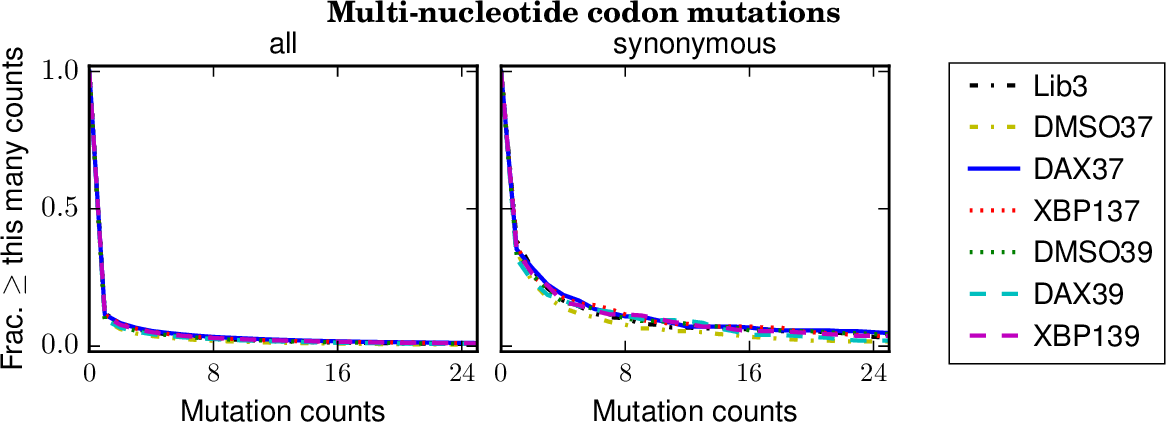 Multi-nucleotide codon mutations
all
synonymous
Frac. ≥ this many counts
1.0
0.5
0.0
0 8 16 24
0 8 16 24
Mutation counts
Mutation counts
Lib3
DMSO37
DAX37
XBP137
DMSO39
DAX39
XBP139